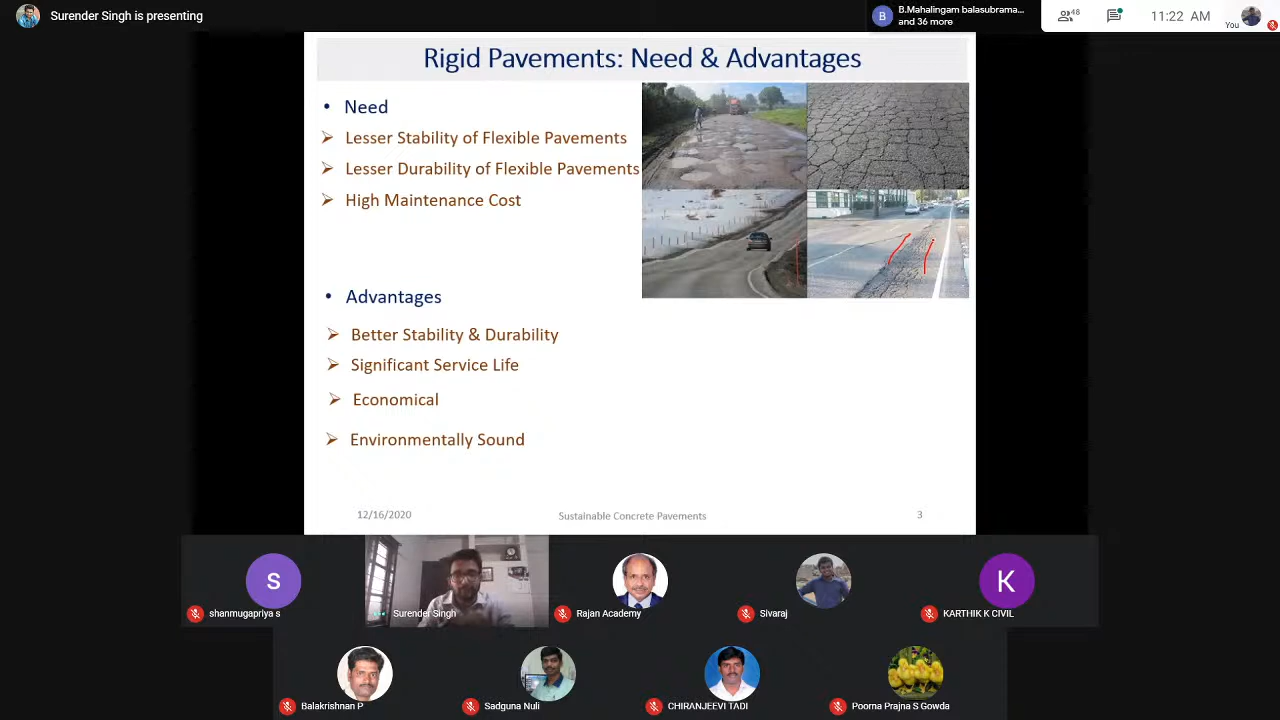 Surender Singh is presenting
B
B.Mahalingam balasubrama...
and 36 more
48
11:22 AM
You
Rigid Pavements: Need & Advantages
• Need
➢ Lesser Stability of Flexible Pavements
➢ Lesser Durability of Flexible Pavements
➢ High Maintenance Cost
• Advantages
➢ Better Stability & Durability
➢ Significant Service Life
➢ Economical
➢ Environmentally Sound
12/16/2020
Sustainable Concrete Pavements
3
s
K
shanmugapriya s
Surender Singh
Rajan Academy
Sivaraj
KARTHIK K CIVIL
Balakrishnan P
Sadguna Nuli
CHIRANJEEVI TADI
Poorna Prajna S Gowda